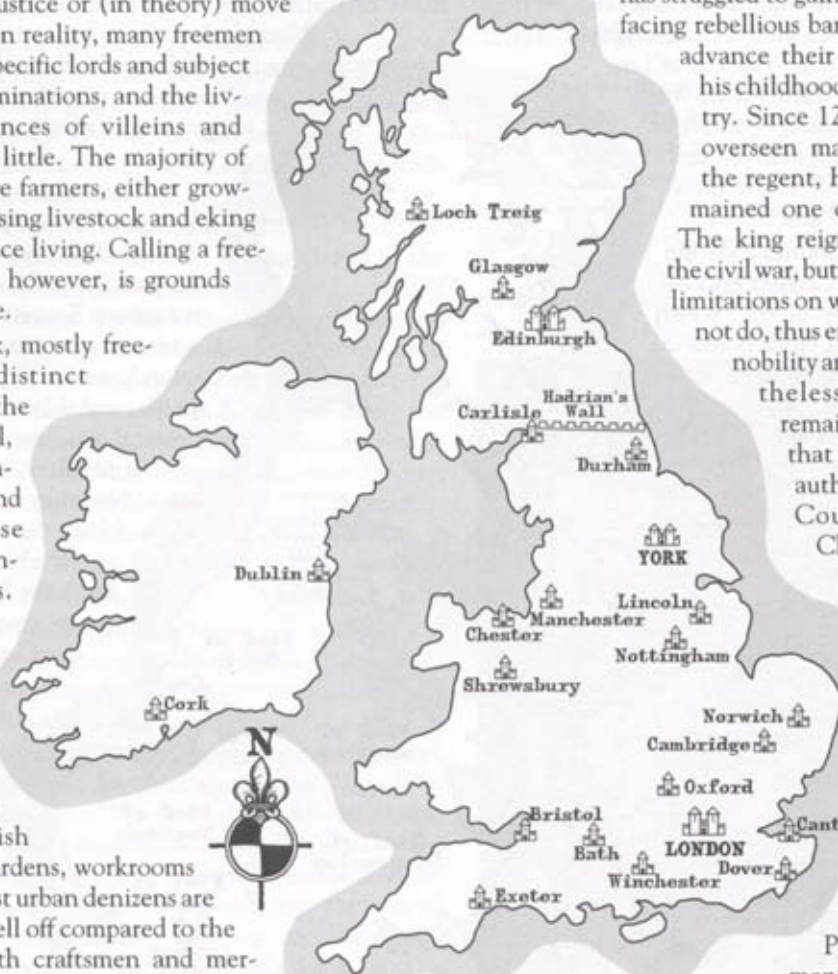 ustice or (in theory) move
n reality, many freemen
pecific lords and subject
minations, and the liv-
nces of villeins and
little. The majority of
e farmers, either grow-
sing livestock and eking
ce living. Calling a free-
however, is grounds
e.
, mostly free-
distinct
the
l,
n-
nd
se
n-
s.
ish
rdens, workrooms
st urban denizens are
ell off compared to the
th craftsmen and mer-
Loch Treig
Glasgow
Edinburgh
Hadrian's
Wall
Carlisle
Durham
YORK
Dublin
Lincoln
Manchester
Chester
Nottingham
Shrewsbury
Cork
Norwich
Cambridge
N
Oxford
Bristol
Bath
LONDON
Cant
Dover
Winchester
Exeter
has struggled to gain
facing rebellious bar
advance their
his childhood
try. Since 12
overseen ma
the regent, H
mained one
The king reig
the civil war, but
limitations on w
not do, thus e
nobility an
theless
remai
that
auth
Cou
Cl
P